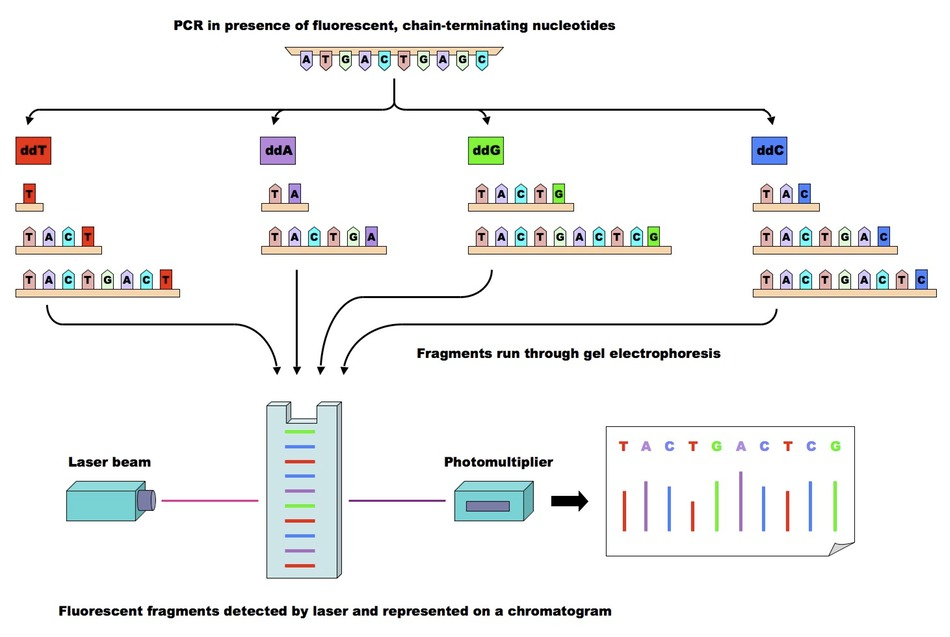 PCR in presence of fluorescent, chain-terminating nucleotides
A T G A C T G A G C
ddT
ddA
ddG
ddC
T
T A
T A C T G
T A C
T A C T
T A C T G A
T A C T G A C T C G
T A C T G A C
T A C T G A C T
T A C T G A C T C
Fragments run through gel electrophoresis
Laser beam
Photomultiplier
T A C T G A C T C G
Fluorescent fragments detected by laser and represented on a chromatogram